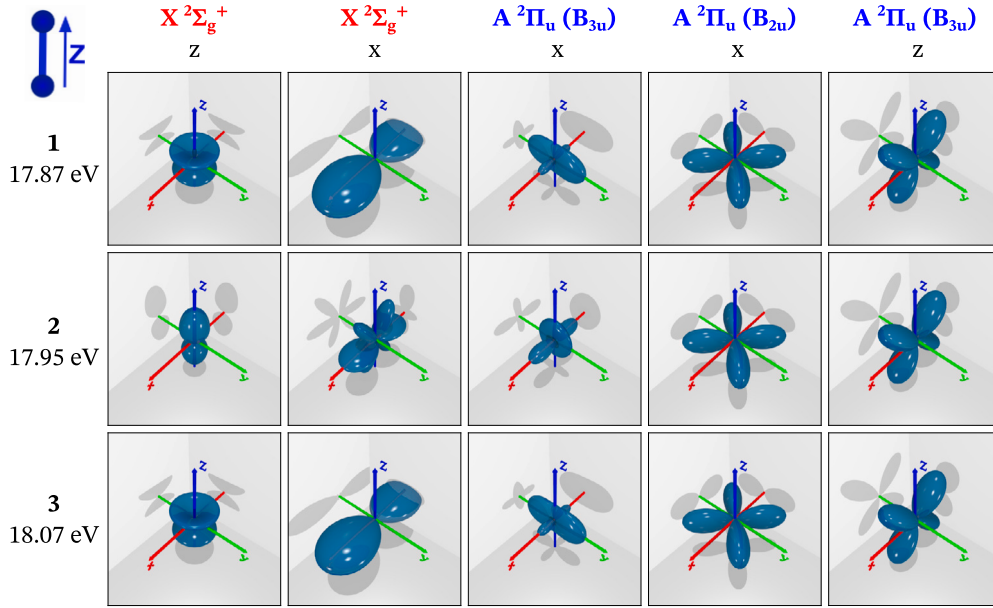 Z
X ²Σg⁺ X ²Σg⁺ A ²Πu (B3u) A ²Πu (B2u) A ²Πu (B3u)
z x x x z
z z z z z
1
17.87 eV
x y x y x y x y x y
z z z z z
2
17.95 eV
x y x y x y x y x y
z z z z z
3
18.07 eV
x y x y x y x y x y